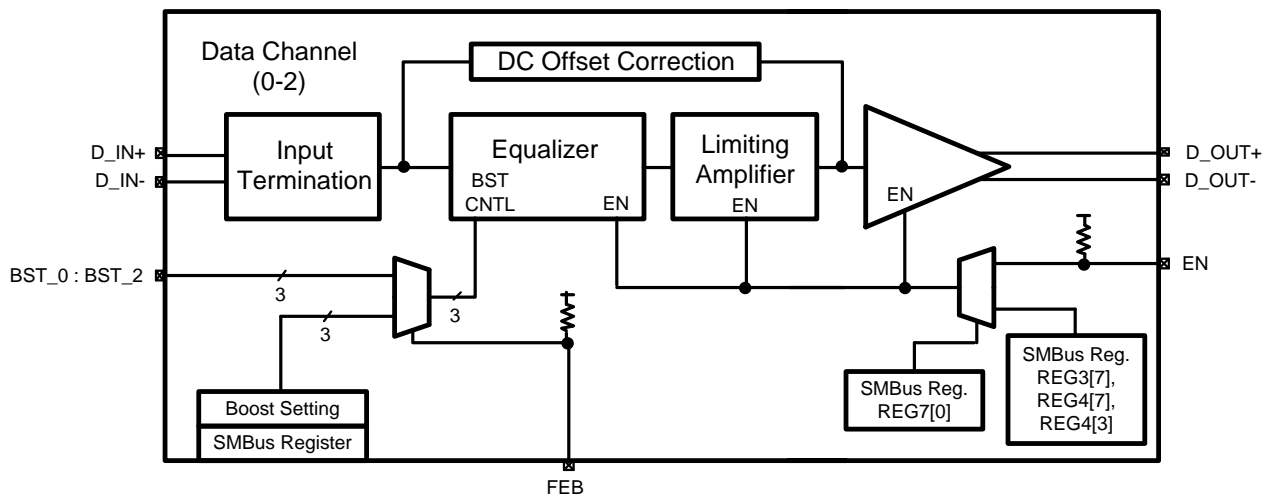 Data Channel
(0-2)
DC Offset Correction
Input
Termination
Equalizer
BST
CNTL
EN
Limiting
Amplifier
EN
EN
D_IN+
D_IN-
D_OUT+
D_OUT-
BST_0 : BST_2
3
3
3
EN
Boost Setting
SMBus Register
SMBus Reg.
REG7[0]
SMBus Reg.
REG3[7],
REG4[7],
REG4[3]
FEB